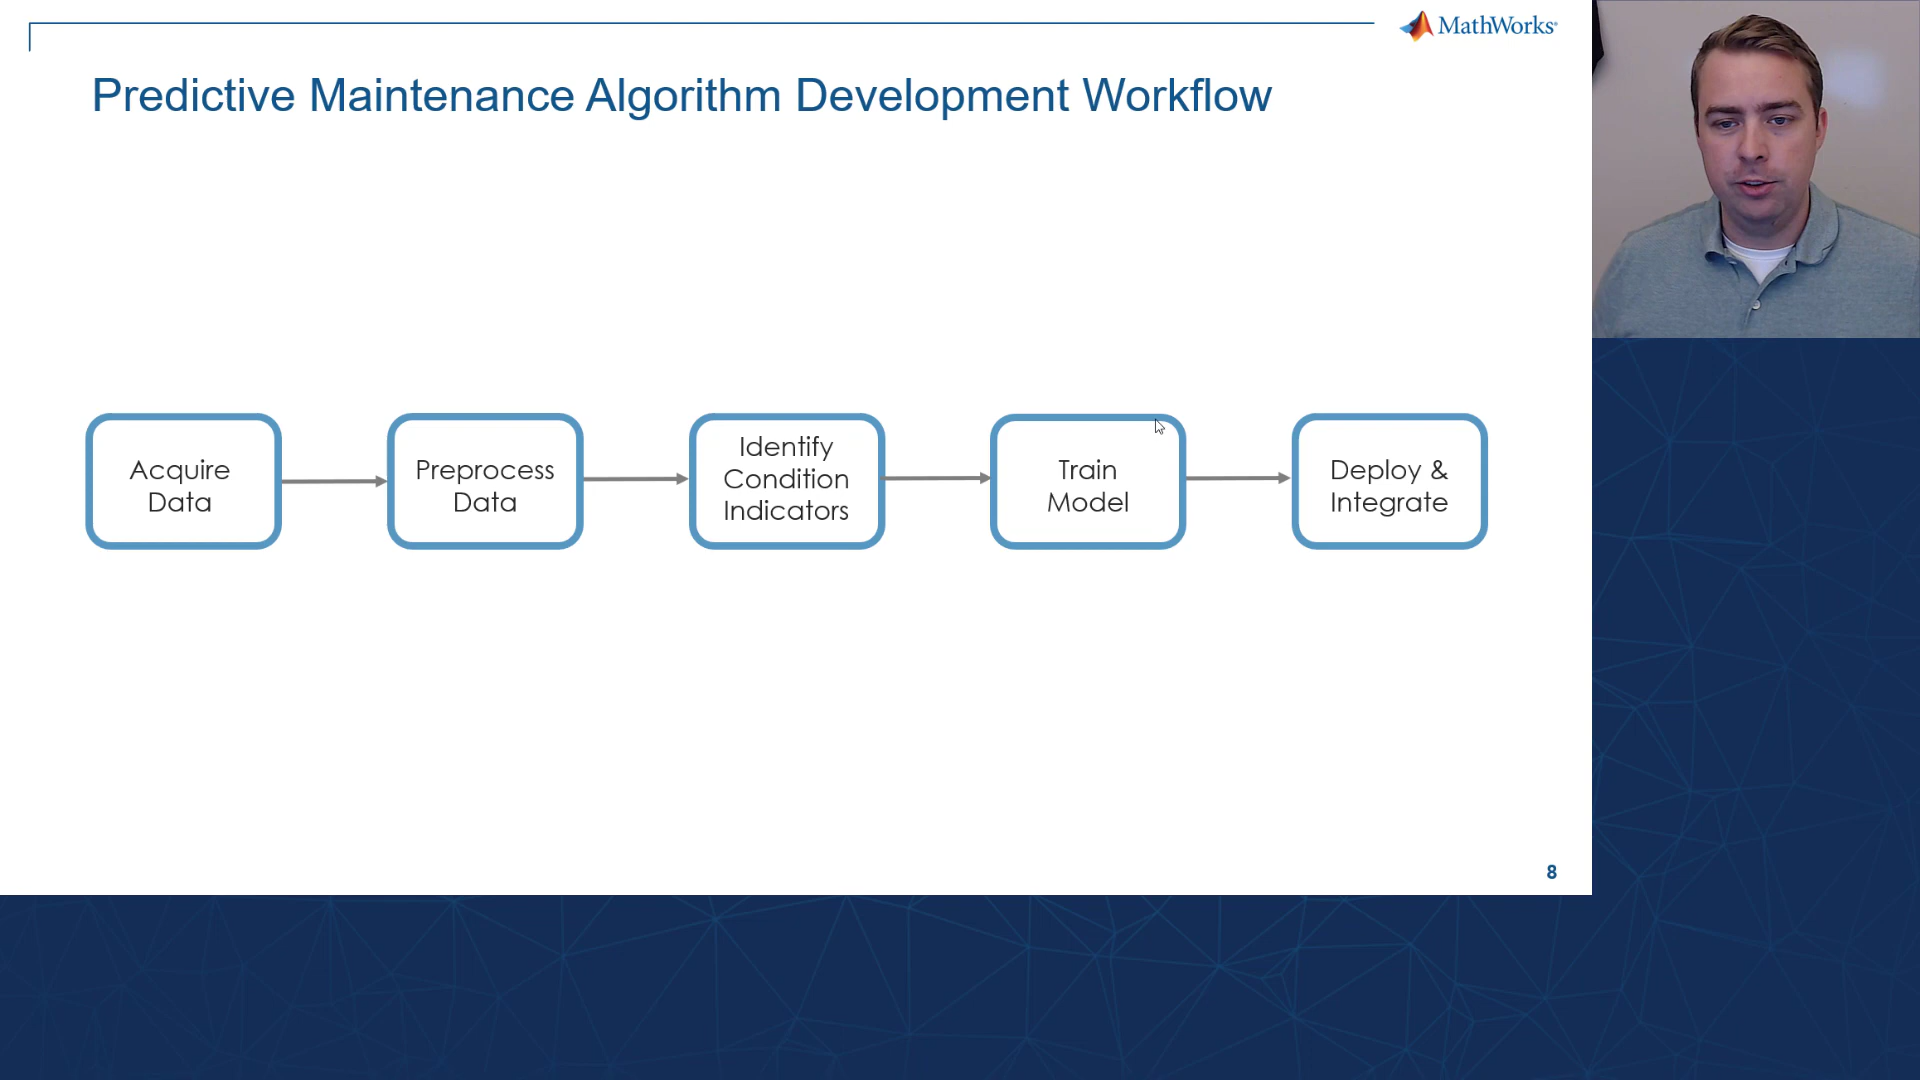 MathWorks®
Predictive Maintenance Algorithm Development Workflow
Acquire
Data
Preprocess
Data
Identify
Condition
Indicators
Train
Model
Deploy &
Integrate
8